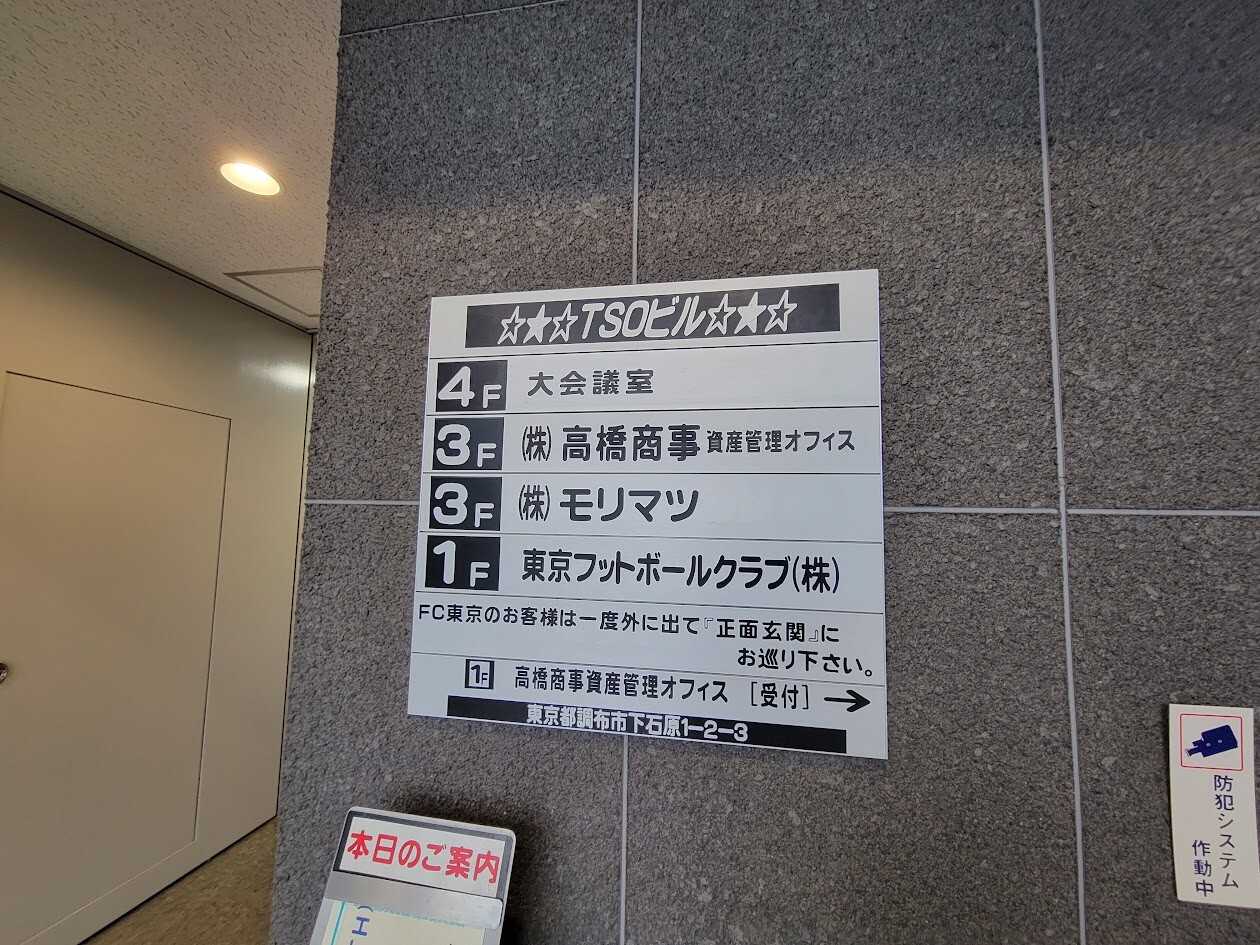 ☆★☆TSOビル☆★☆
4F 大会議室
3F (株)高橋商事 資産管理オフィス
3F (株)モリマツ
1F 東京フットボールクラブ(株)
FC東京のお客様は一度外に出て『正面玄関』に
お巡り下さい。
1F 高橋商事資産管理オフィス [受付]→
東京都調布市下石原1-2-3
本日のご案内
防犯システム
作動中